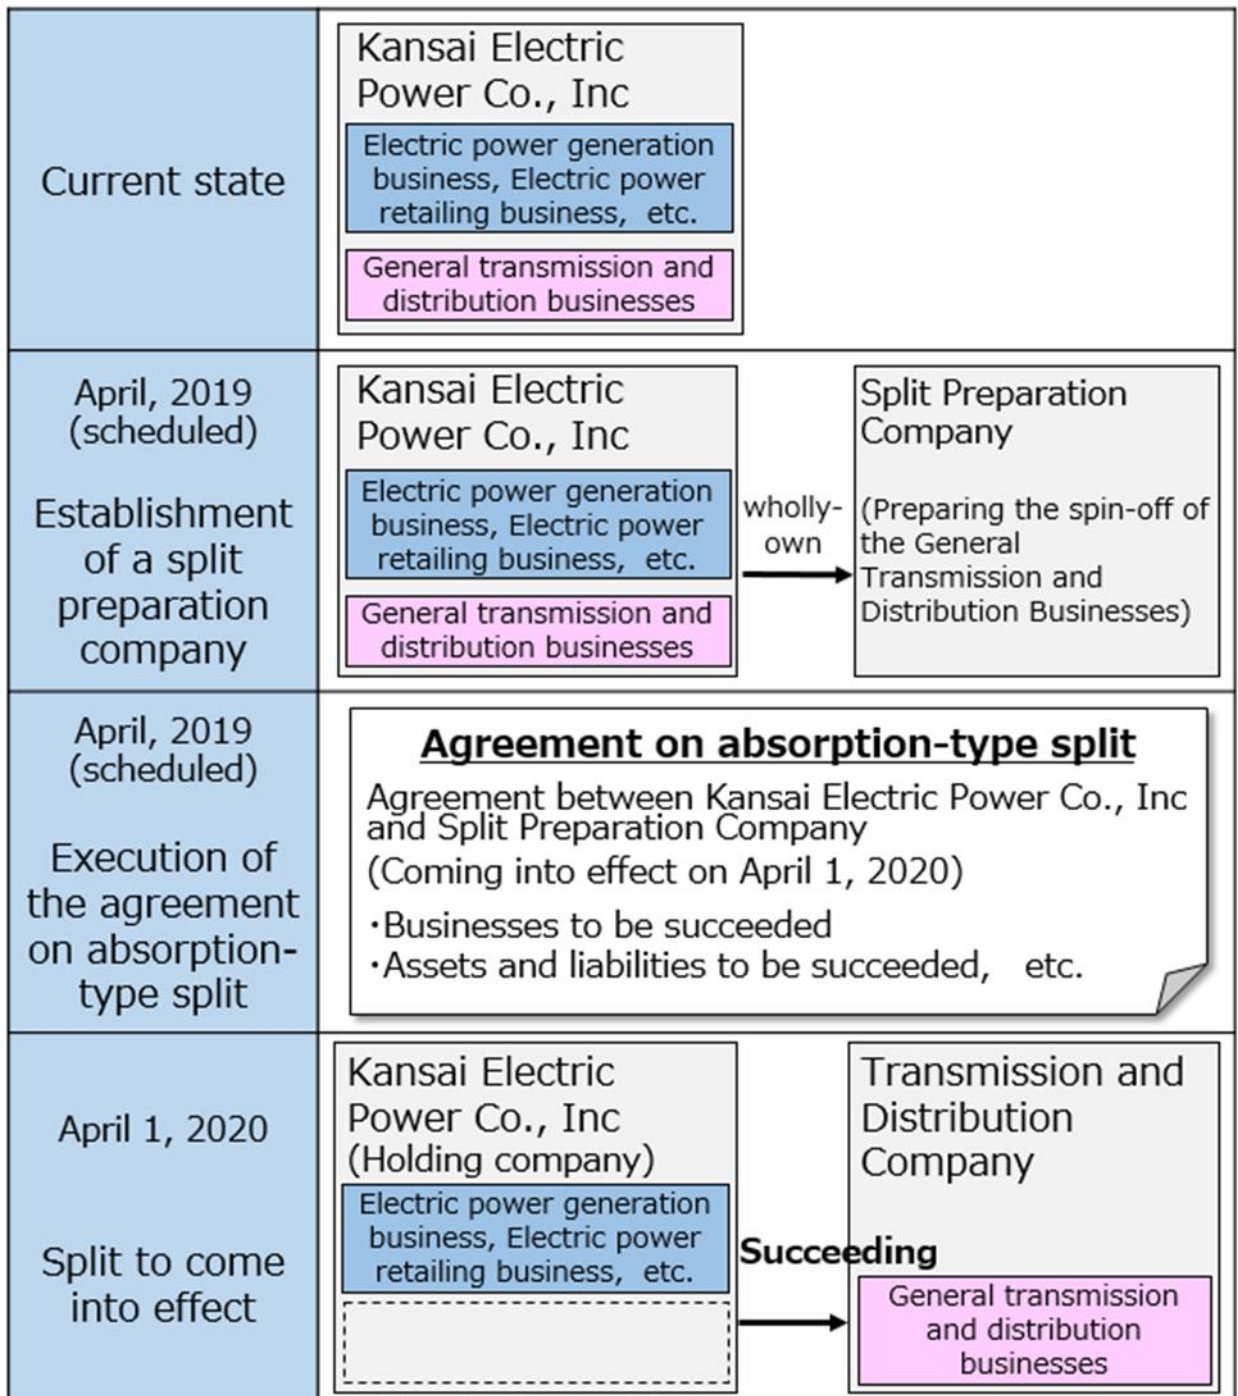 Current state
Kansai Electric
Power Co., Inc
Electric power generation
business, Electric power
retailing business, etc.
General transmission and
distribution businesses
April, 2019
(scheduled)
Establishment
of a split
preparation
company
Kansai Electric
Power Co., Inc
Electric power generation
business, Electric power
retailing business, etc.
General transmission and
distribution businesses
wholly-
own
Split Preparation
Company
(Preparing the spin-off of
the General
Transmission and
Distribution Businesses)
April, 2019
(scheduled)
Execution of
the agreement
on absorption-
type split
Agreement on absorption-type split
Agreement between Kansai Electric Power Co., Inc
and Split Preparation Company
(Coming into effect on April 1, 2020)
・Businesses to be succeeded
・Assets and liabilities to be succeeded, etc.
April 1, 2020
Split to come
into effect
Kansai Electric
Power Co., Inc
(Holding company)
Electric power generation
business, Electric power
retailing business, etc.
Succeeding
Transmission and
Distribution
Company
General transmission
and distribution
businesses